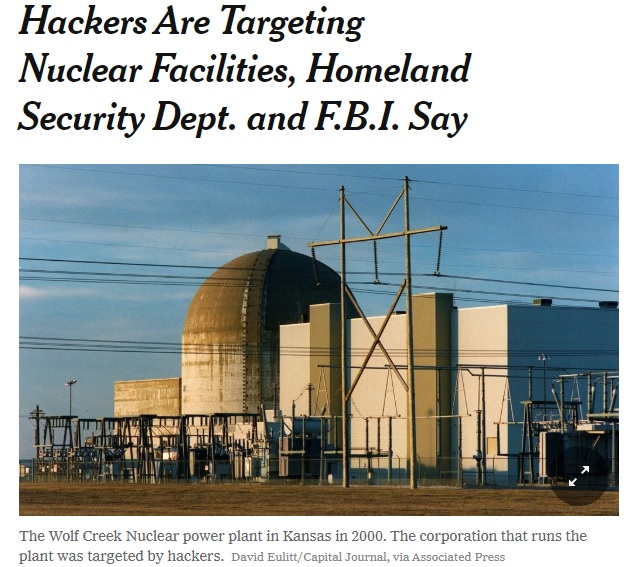 Hackers Are Targeting
Nuclear Facilities, Homeland
Security Dept. and F.B.I. Say
The Wolf Creek Nuclear power plant in Kansas in 2000. The corporation that runs the
plant was targeted by hackers. David Eulitt/Capital Journal, via Associated Press